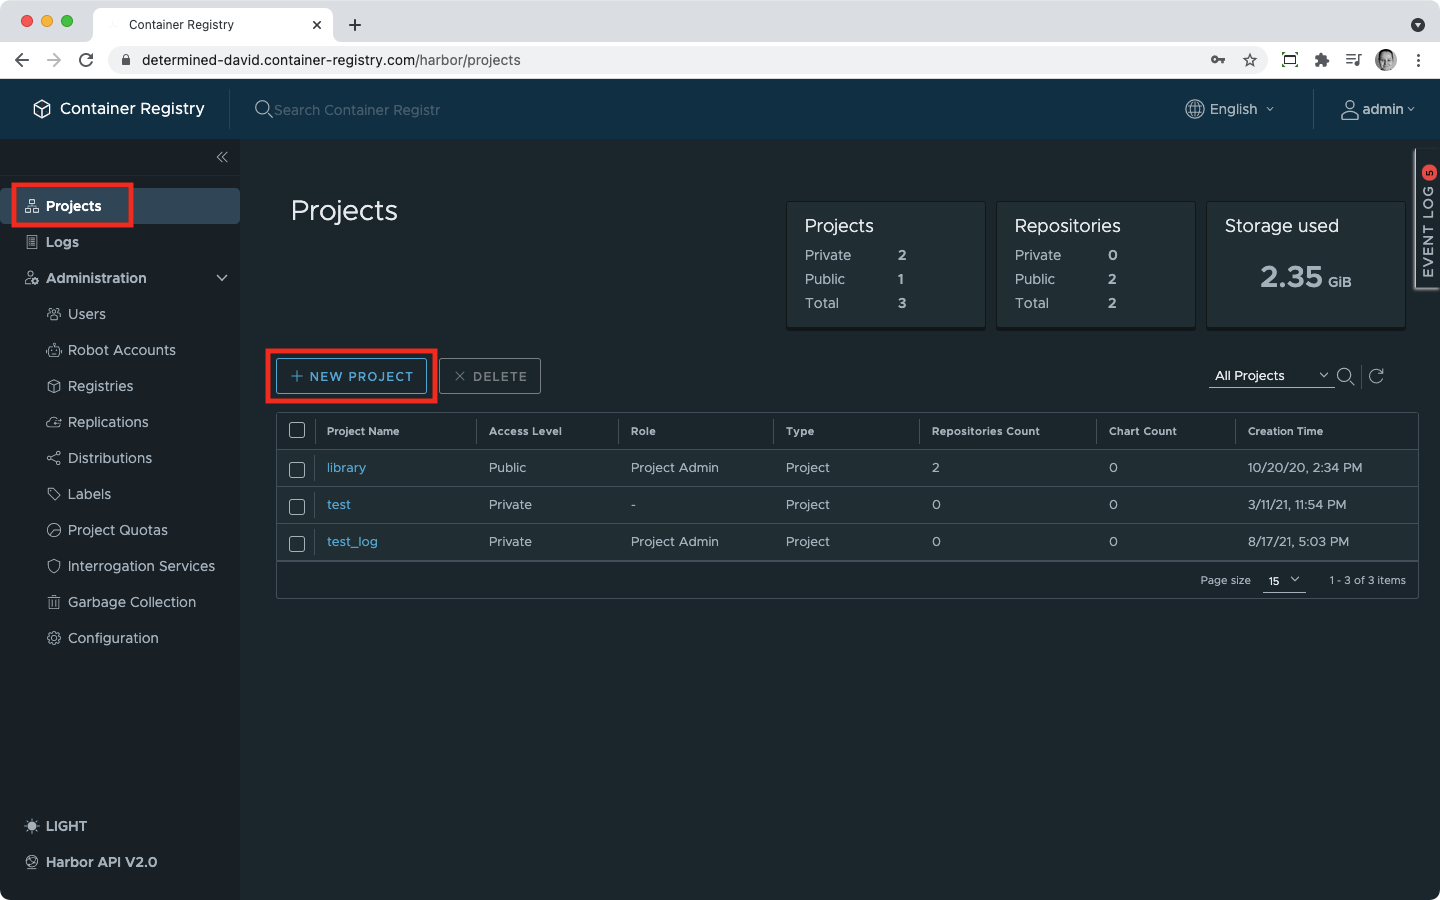 Container Registry
determined-david.container-registry.com/harbor/projects
Container Registry
Search Container Registr
English
admin
Projects
Logs
Administration
Users
Robot Accounts
Registries
Replications
Distributions
Labels
Project Quotas
Interrogation Services
Garbage Collection
Configuration
LIGHT
Harbor API V2.0
Projects
Projects
Private 2
Public 1
Total 3
Repositories
Private 0
Public 2
Total 2
Storage used
2.35 GiB
EVENT LOG 5
NEW PROJECT
DELETE
All Projects
Project Name Access Level Role Type Repositories Count Chart Count Creation Time
library Public Project Admin Project 2 0 10/20/20, 2:34 PM
test Private - Project 0 0 3/11/21, 11:54 PM
test_log Private Project Admin Project 0 0 8/17/21, 5:03 PM
Page size 15 1 - 3 of 3 items